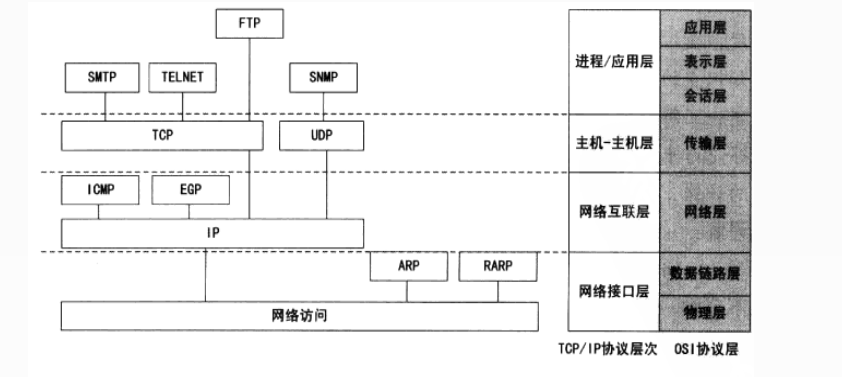 FTP
SMTP
TELNET
SNMP
TCP
UDP
ICMP
EGP
IP
ARP
RARP
网络访问
进程/应用层
主机-主机层
网络互联层
网络接口层
TCP/IP协议层次
应用层
表示层
会话层
传输层
网络层
数据链路层
物理层
OSI协议层